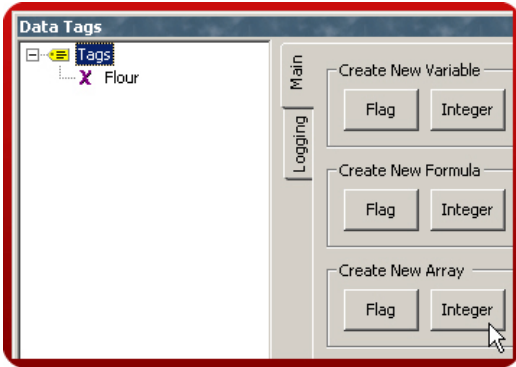 Data Tags
Tags
Flour
Main
Logging
Create New Variable
Flag Integer
Create New Formula
Flag Integer
Create New Array
Flag Integer